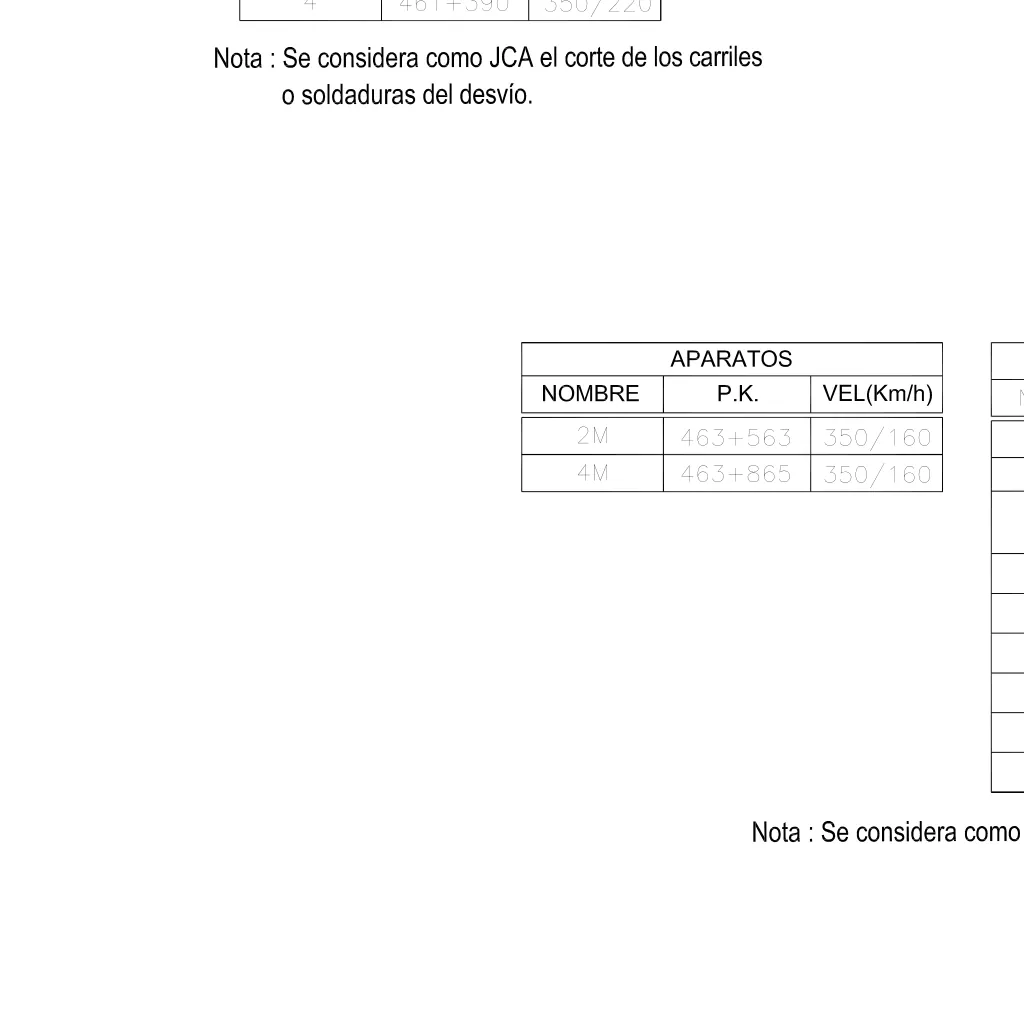 4 461+390 350/220
Nota : Se considera como JCA el corte de los carriles
o soldaduras del desvío.
APARATOS
NOMBRE P.K. VEL(Km/h)
2M 463+563 350/160
4M 463+865 350/160
Nota : Se considera como